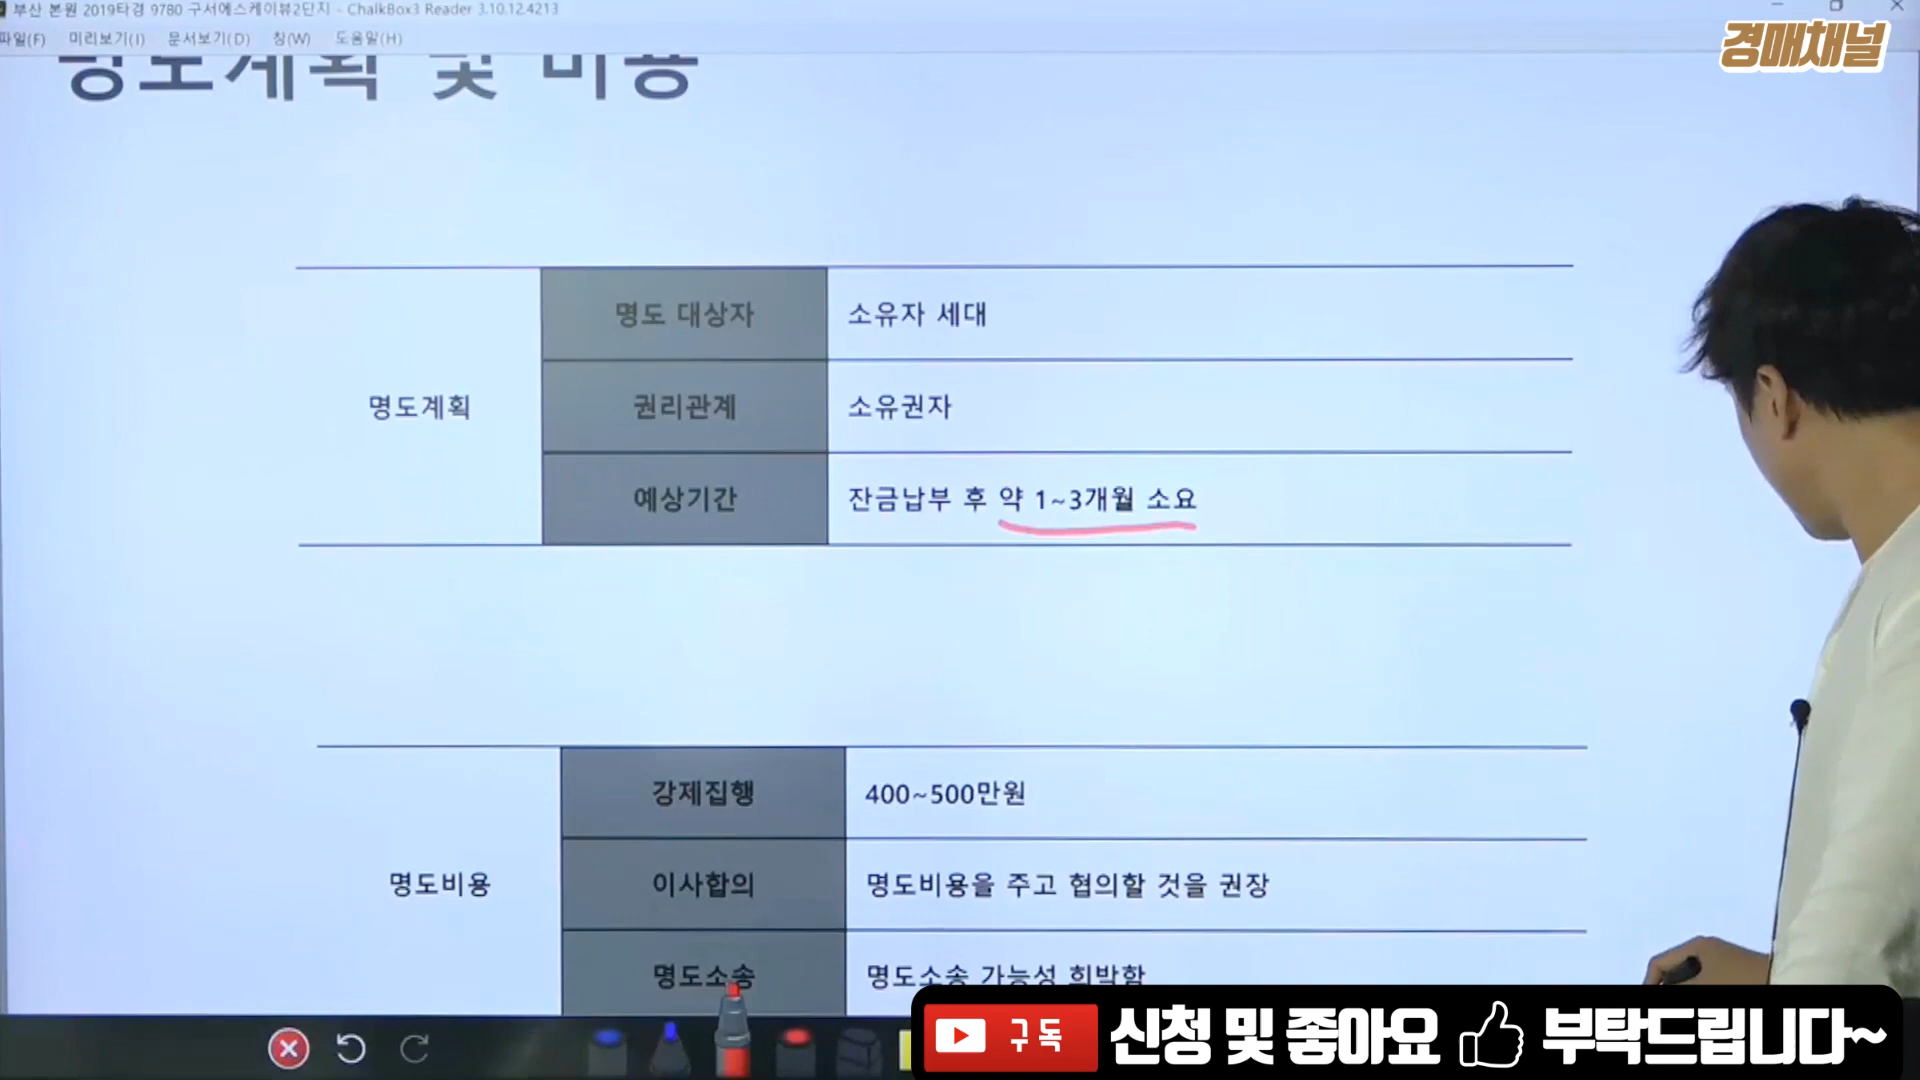 부산 본원 2019타경 9780 구서에스케이뷰2단지 - ChalkBox3 Reader 3.10.12.4213
파일(F) 미리보기(I) 문서보기(D) 창(W) 도움말(H)
경매채널
명도계획 및 비용
명도계획
명도 대상자 소유자 세대
권리관계 소유권자
예상기간 잔금납부 후 약 1~3개월 소요
명도비용
강제집행 400~500만원
이사합의 명도비용을 주고 협의할 것을 권장
명도소송 명도소송 가능성 희박함
구독 신청 및 좋아요 부탁드립니다~